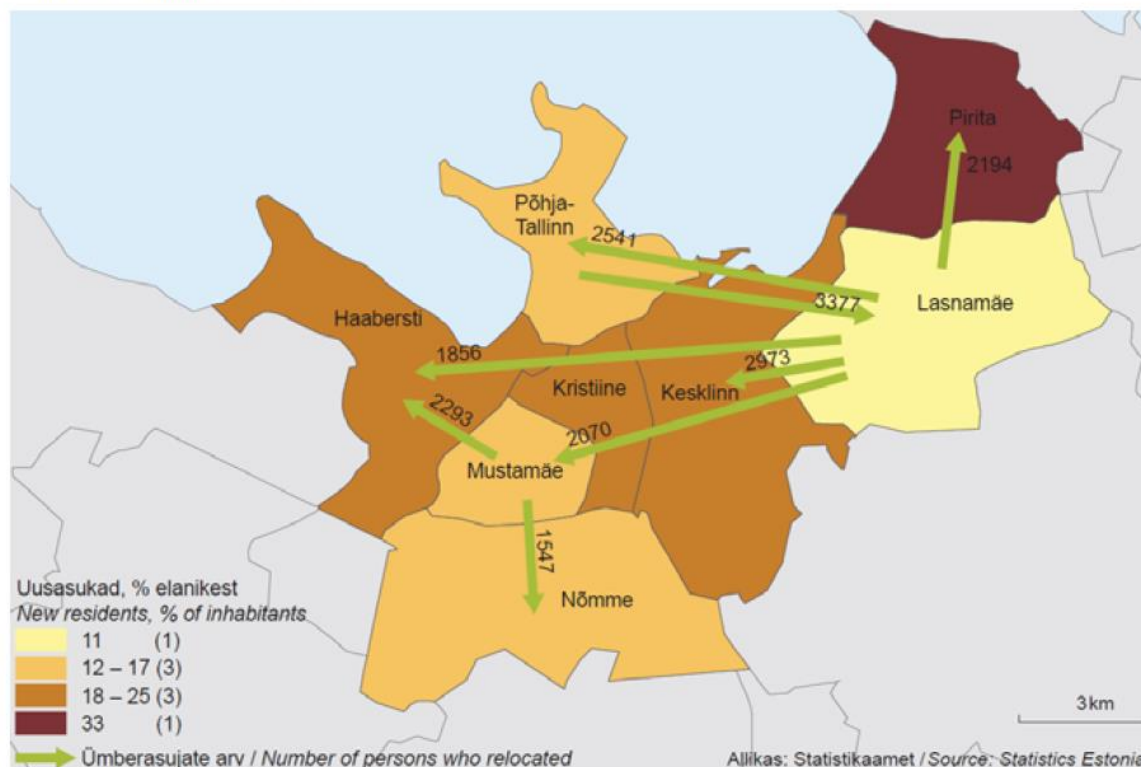 Pirita
2194
Põhja-
Tallinn
2541
3377
Lasnamäe
Haabersti
1856
2973
Kristiine
Kesklinn
2293
2070
Mustamäe
1547
Nõmme
Uusasukad, % elanikest
New residents, % of inhabitants
11 (1)
12 – 17 (3)
18 – 25 (3)
33 (1)
3 km
Ümberasujate arv / Number of persons who relocated
Allikas: Statistikaamet / Source: Statistics Estonia